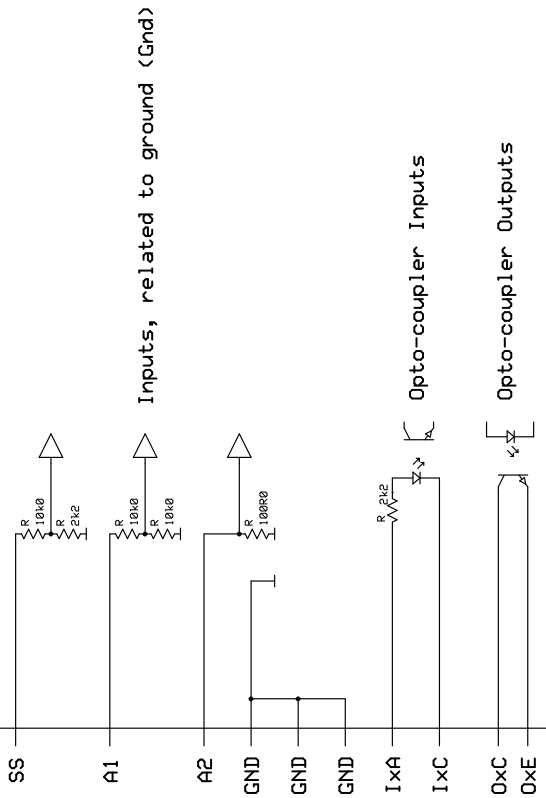 SS
R
10k0
R
2k2
A1
R
10k0
R
10k0
Inputs, related to ground (Gnd)
A2
R
100R0
GND
GND
GND
IxA
R
2k2
IxC
Opto-coupler Inputs
OxC
OxE
Opto-coupler Outputs